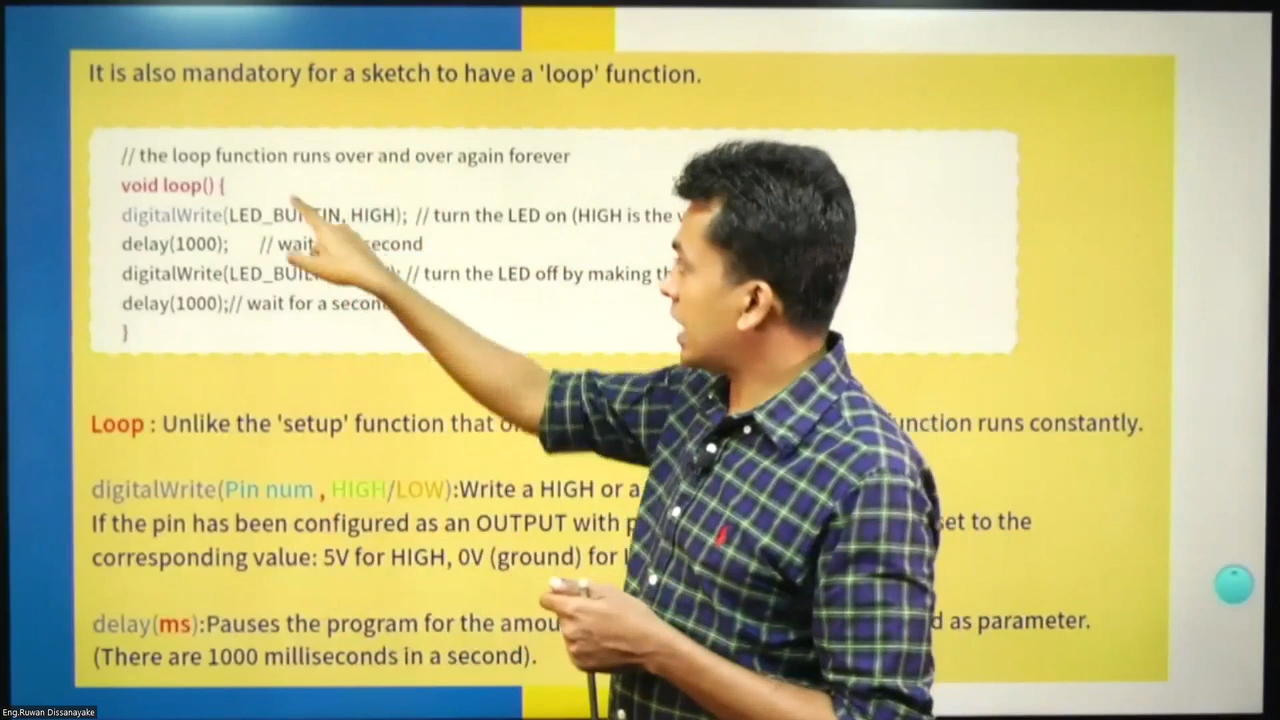 It is also mandatory for a sketch to have a 'loop' function.
// the loop function runs over and over again forever
void loop() {
digitalWrite(LED_BUILTIN, HIGH); // turn the LED on (HIGH is the
delay(1000); // wait second
digitalWrite(LED_BUIL ); // turn the LED off by making
delay(1000);// wait for a second
}
Loop : Unlike the 'setup' function that function runs constantly.
digitalWrite(Pin num , HIGH/LOW):Write a HIGH or a
If the pin has been configured as an OUTPUT with set to the
corresponding value: 5V for HIGH, 0V (ground) for
delay(ms):Pauses the program for the as parameter.
(There are 1000 milliseconds in a second).
Eng.Ruwan Dissanayake